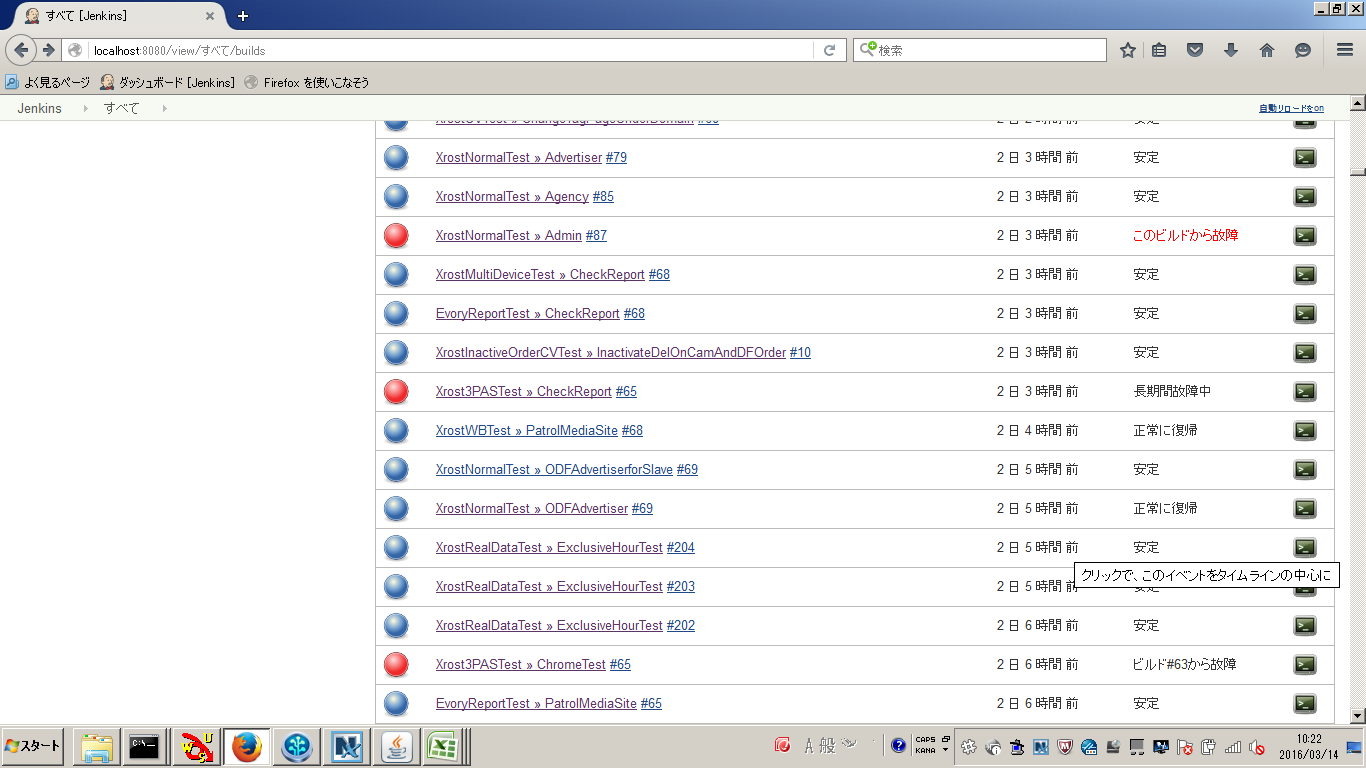 すべて [Jenkins]
localhost:8080/view/すべて/builds
検索
よく見るページ ダッシュボード [Jenkins] Firefox を使いこなそう
Jenkins すべて 自動リロードをon
XrostNormalTest » Advertiser #79 2 日 3 時間 前 安定
XrostNormalTest » Agency #85 2 日 3 時間 前 安定
XrostNormalTest » Admin #87 2 日 3 時間 前 このビルドから故障
XrostMultiDeviceTest » CheckReport #68 2 日 3 時間 前 安定
EvoryReportTest » CheckReport #68 2 日 3 時間 前 安定
XrostInactiveOrderCVTest » InactivateDelOnCamAndDFOrder #10 2 日 3 時間 前 安定
Xrost3PASTest » CheckReport #65 2 日 3 時間 前 長期間故障中
XrostWBTest » PatrolMediaSite #68 2 日 4 時間 前 正常に復帰
XrostNormalTest » ODFAdvertiserforSlave #69 2 日 5 時間 前 安定
XrostNormalTest » ODFAdvertiser #69 2 日 5 時間 前 正常に復帰
XrostRealDataTest » ExclusiveHourTest #204 2 日 5 時間 前 安定
クリックで、このイベントをタイムラインの中心に
XrostRealDataTest » ExclusiveHourTest #203 2 日 5 時間 前
XrostRealDataTest » ExclusiveHourTest #202 2 日 6 時間 前 安定
Xrost3PASTest » ChromeTest #65 2 日 6 時間 前 ビルド#63から故障
EvoryReportTest » PatrolMediaSite #65 2 日 6 時間 前 安定
スタート
A 般
CAPS
KANA
10:22
2016/03/14